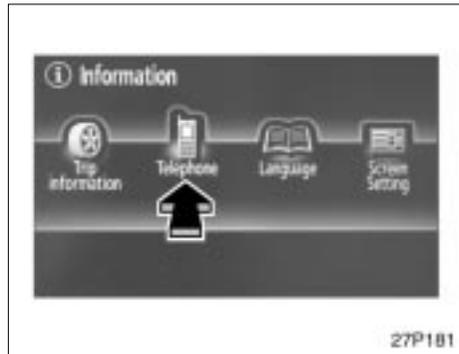 i Information
Trip
information
Telephone
Language
Screen
Setting
27P181